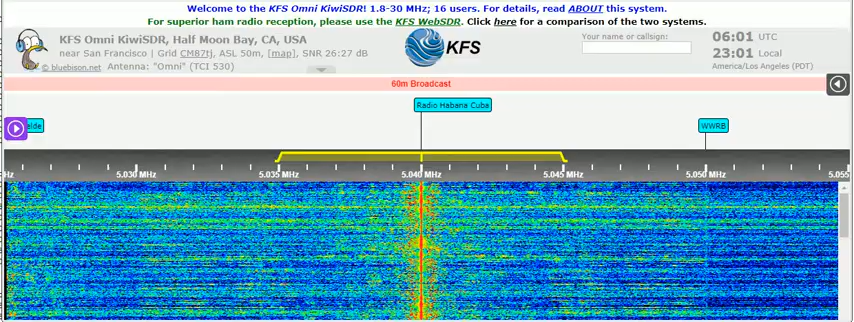 Welcome to the KFS Omni KiwiSDR! 1.8-30 MHz; 16 users. For details, read ABOUT this system.
For superior ham radio reception, please use the KFS WebSDR. Click here for a comparison of the two systems.
KFS Omni KiwiSDR, Half Moon Bay, CA, USA
near San Francisco | Grid CM87tj, ASL 50m, [map], SNR 26:27 dB
© bluebison.net Antenna: "Omni" (TCI 530)
KFS
Your name or callsign:
06:01 UTC
23:01 Local
America/Los Angeles (PDT)
60m Broadcast
Radio Habana Cuba
elde
WWRB
Hz 5.030 MHz 5.035 MHz 5.040 MHz 5.045 MHz 5.050 MHz 5.055